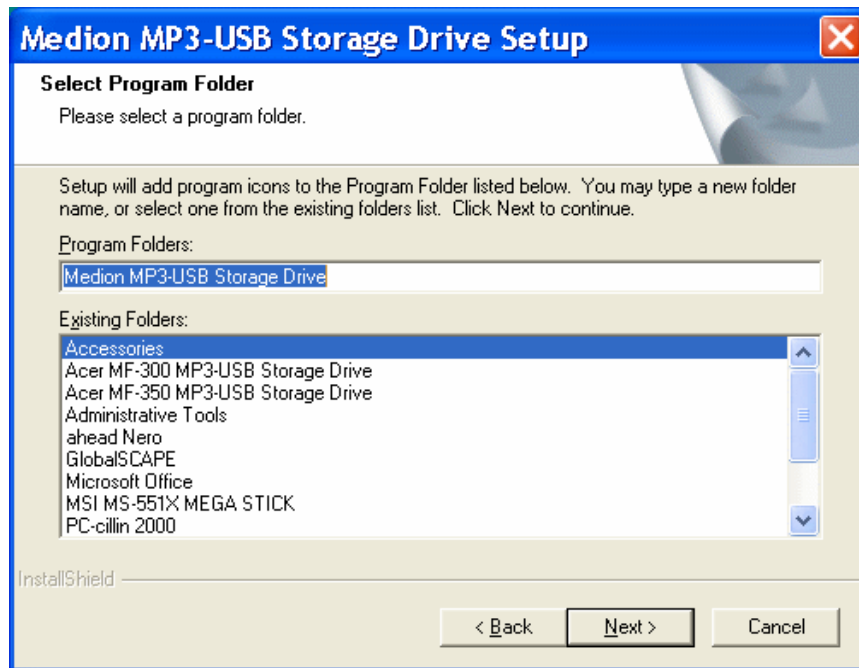 Medion MP3-USB Storage Drive Setup
Select Program Folder
Please select a program folder.
Setup will add program icons to the Program Folder listed below. You may type a new folder
name, or select one from the existing folders list. Click Next to continue.
Program Folders:
Medion MP3-USB Storage Drive
Existing Folders:
Accessories
Acer MF-300 MP3-USB Storage Drive
Acer MF-350 MP3-USB Storage Drive
Administrative Tools
ahead Nero
GlobalSCAPE
Microsoft Office
MSI MS-551X MEGA STICK
PC-cillin 2000
InstallShield
< Back Next > Cancel